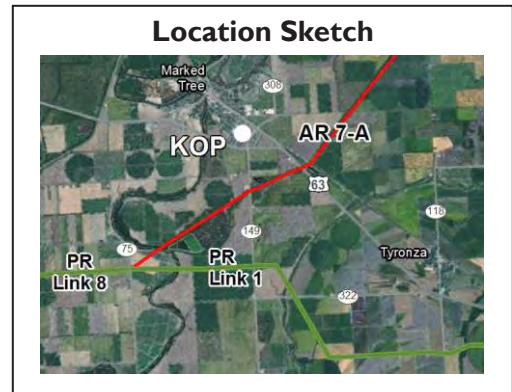 Location Sketch
Marked
Tree
308
KOP
AR 7-A
63
118
149
75
Tyronza
PR
Link 8
PR
Link 1
322